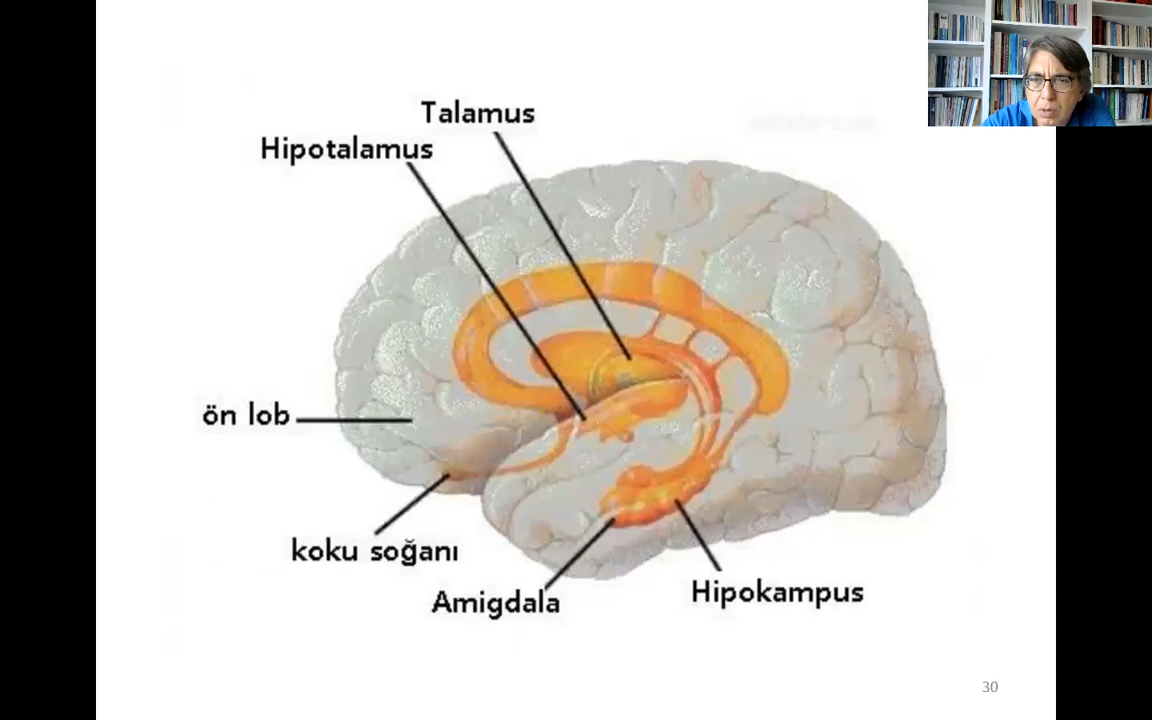 Talamus
Hipotalamus
ön lob
koku soğanı
Amigdala
Hipokampus
30